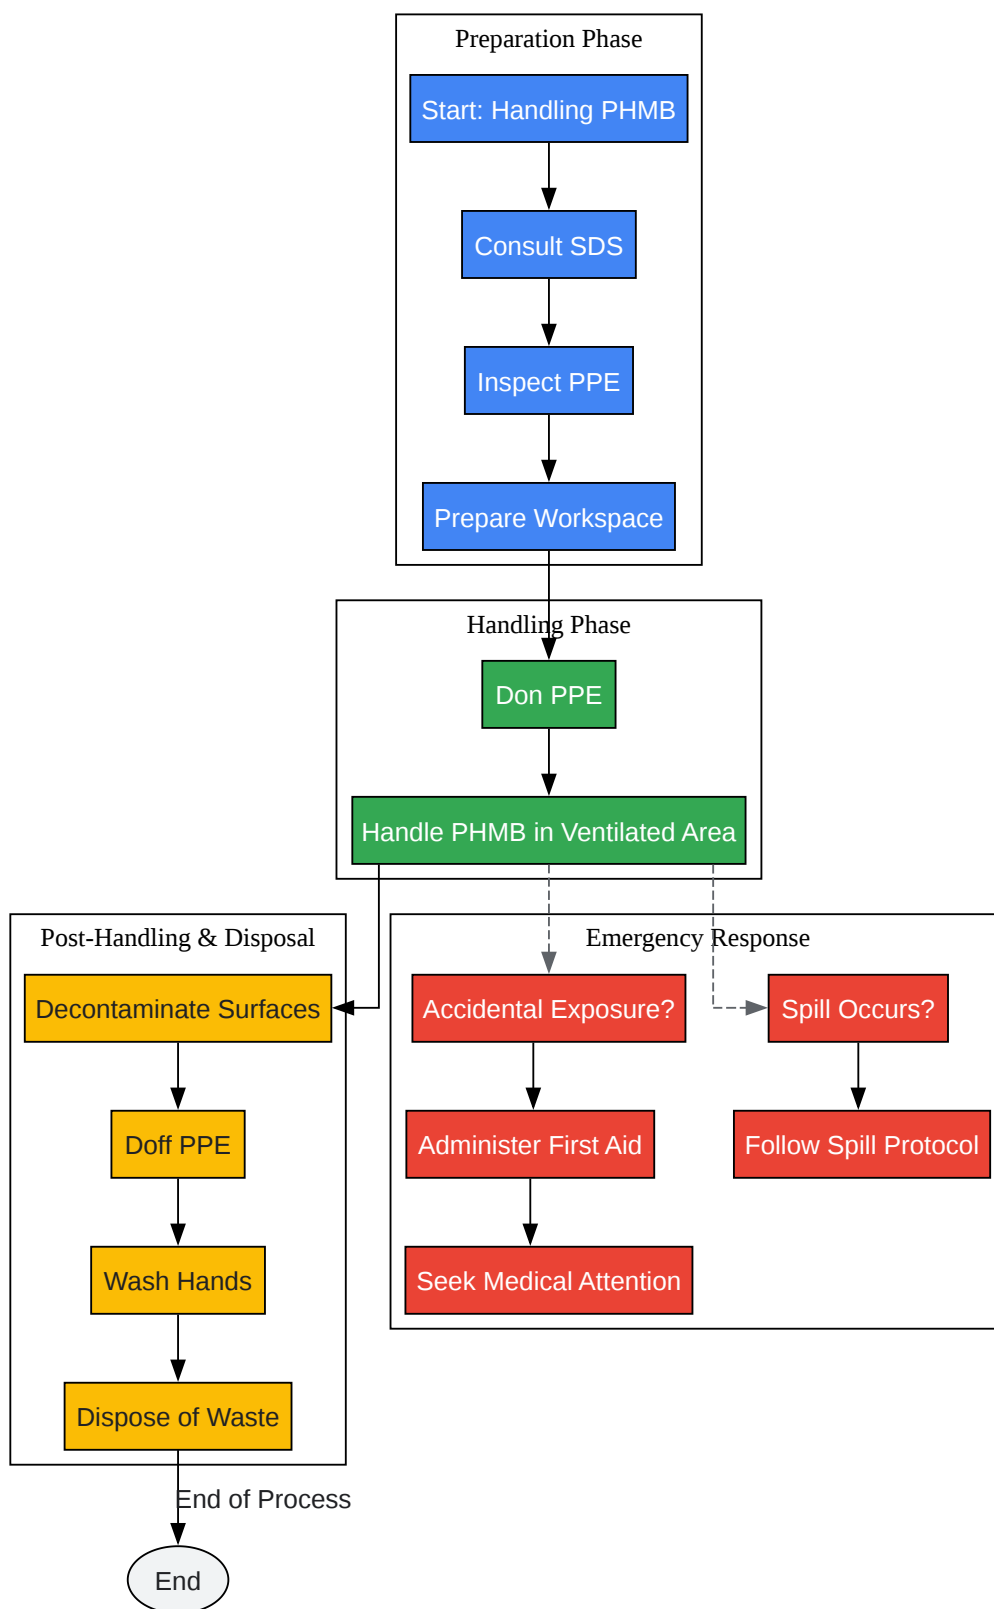 Preparation Phase
Start: Handling PHMB
Consult SDS
Inspect PPE
Prepare Workspace
Handling Phase
Don PPE
Handle PHMB in Ventilated Area
Post-Handling & Disposal
Decontaminate Surfaces
Doff PPE
Wash Hands
Dispose of Waste
End of Process
End
Emergency Response
Accidental Exposure?
Administer First Aid
Seek Medical Attention
Spill Occurs?
Follow Spill Protocol